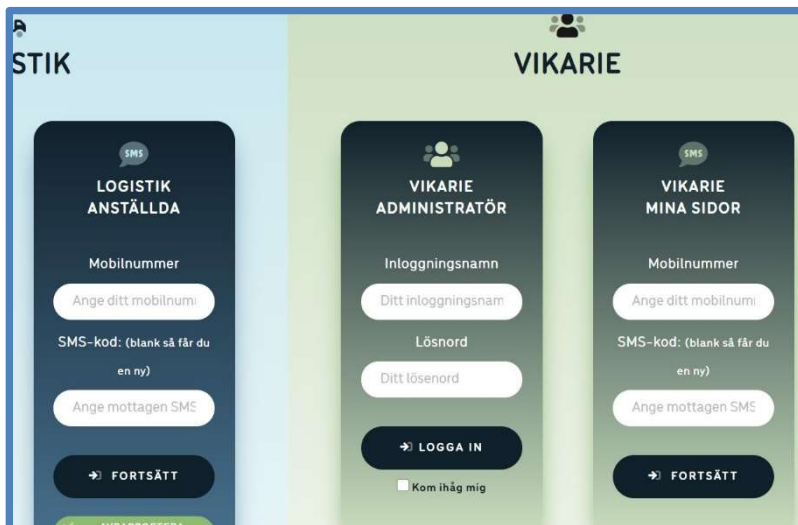 STIK
VIKARIE
SMS
LOGISTIK
ANSTÄLLDA
Mobilnummer
Ange ditt mobilnum
SMS-kod: (blank så får du
en ny)
Ange mottagen SMS
FORTSÄTT
VIKARIE
ADMINISTRATÖR
Inloggningsnamn
Ditt inloggningsnam
Lösnord
Ditt lösenord
LOGGA IN
Kom ihåg mig
SMS
VIKARIE
MINA SIDOR
Mobilnummer
Ange ditt mobilnum
SMS-kod: (blank så får du
en ny)
Ange mottagen SMS
FORTSÄTT